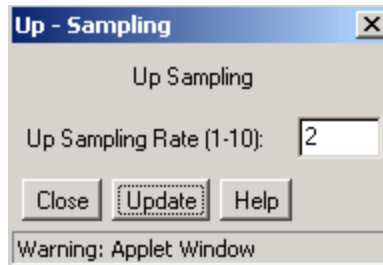 Up - Sampling
Up Sampling
Up Sampling Rate (1-10): 2
Close Update Help
Warning: Applet Window